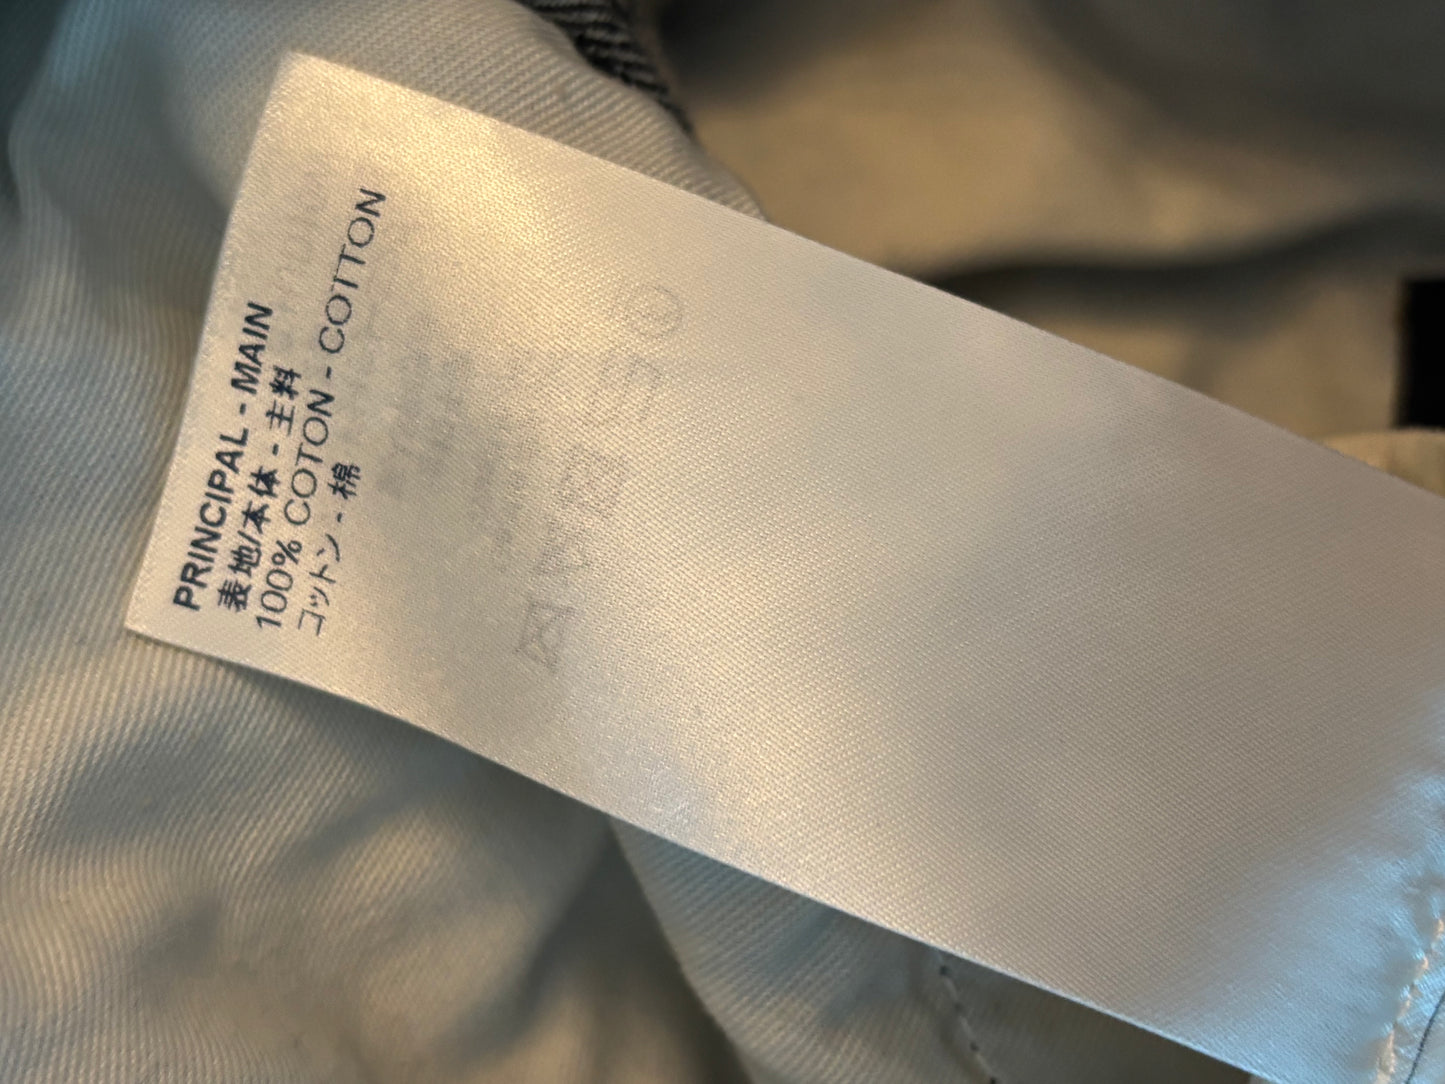 PRINCIPAL - MAIN
表地/本体 - 主料
100% COTON - COTTON
コットン - 棉